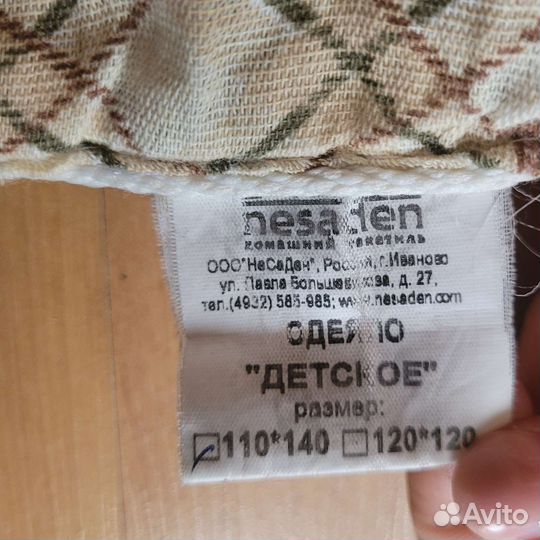 nesaden
домашний текстиль
ООО"НеСаДен", Россия, г.Иваново
ул. Павла Большевикова, д. 27,
тел.(4932) 585-985; www.nesaden.com
ОДЕЯЛО
"ДЕТСКОЕ"
размер:
110*140 120*120
Avito